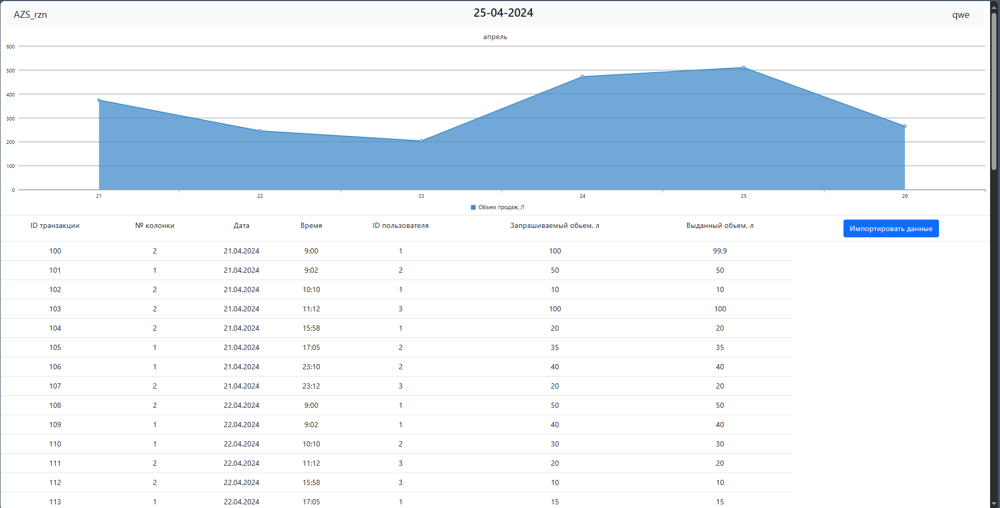 AZS_rzn 25-04-2024 qwe
апрель
600
500
400
300
200
100
0
21 22 23 24 25 26
Объем продаж, Л
ID транзакции № колонки Дата Время ID пользователя Запрашиваемый обьем, л Выданный обьем, л Импортировать данные
100 2 21.04.2024 9:00 1 100 99.9
101 1 21.04.2024 9:02 2 50 50
102 2 21.04.2024 10:10 1 10 10
103 2 21.04.2024 11:12 3 100 100
104 2 21.04.2024 15:58 1 20 20
105 1 21.04.2024 17:05 2 35 35
106 1 21.04.2024 23:10 2 40 40
107 2 21.04.2024 23:12 3 20 20
108 2 22.04.2024 9:00 1 50 50
109 1 22.04.2024 9:02 1 40 40
110 1 22.04.2024 10:10 2 30 30
111 2 22.04.2024 11:12 3 20 20
112 2 22.04.2024 15:58 3 10 10
113 1 22.04.2024 17:05 1 15 15